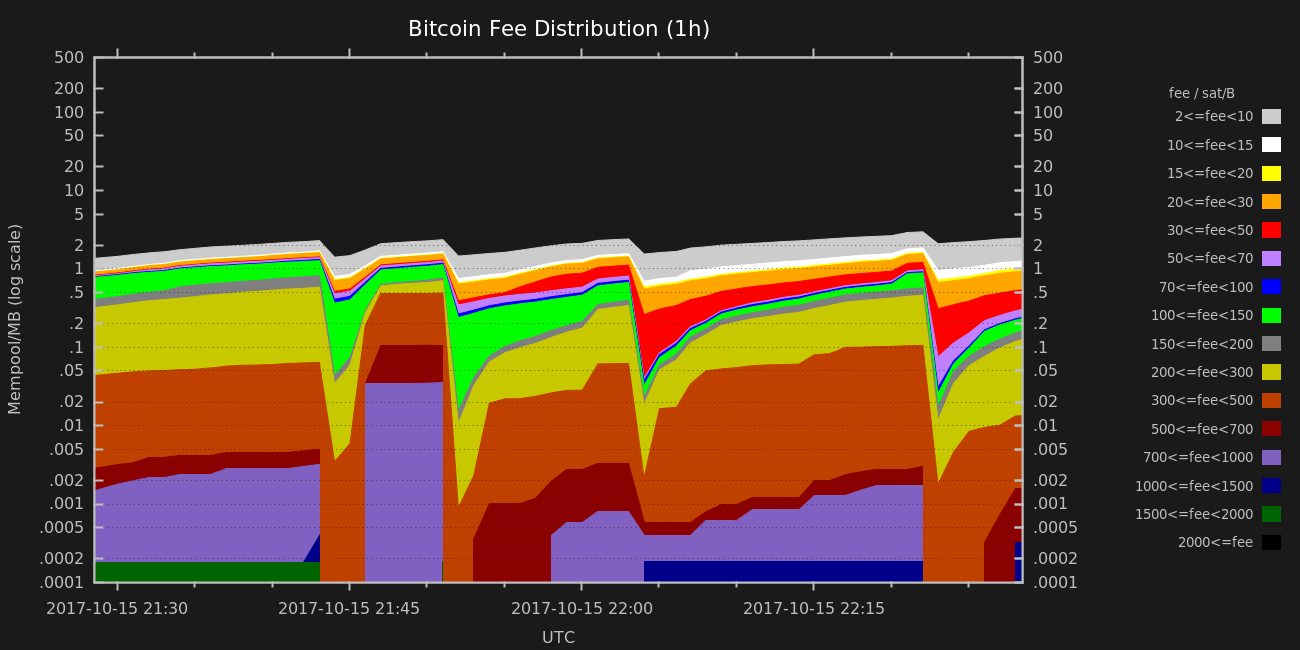 Bitcoin Fee Distribution (1h)
Mempool/MB (log scale)
500
200
100
50
20
10
5
2
1
.5
.2
.1
.05
.02
.01
.005
.002
.001
.0005
.0002
.0001
500
200
100
50
20
10
5
2
1
.5
.2
.1
.05
.02
.01
.005
.002
.001
.0005
.0002
.0001
2017-10-15 21:30
2017-10-15 21:45
2017-10-15 22:00
2017-10-15 22:15
UTC
fee / sat/B
2<=fee<10
10<=fee<15
15<=fee<20
20<=fee<30
30<=fee<50
50<=fee<70
70<=fee<100
100<=fee<150
150<=fee<200
200<=fee<300
300<=fee<500
500<=fee<700
700<=fee<1000
1000<=fee<1500
1500<=fee<2000
2000<=fee